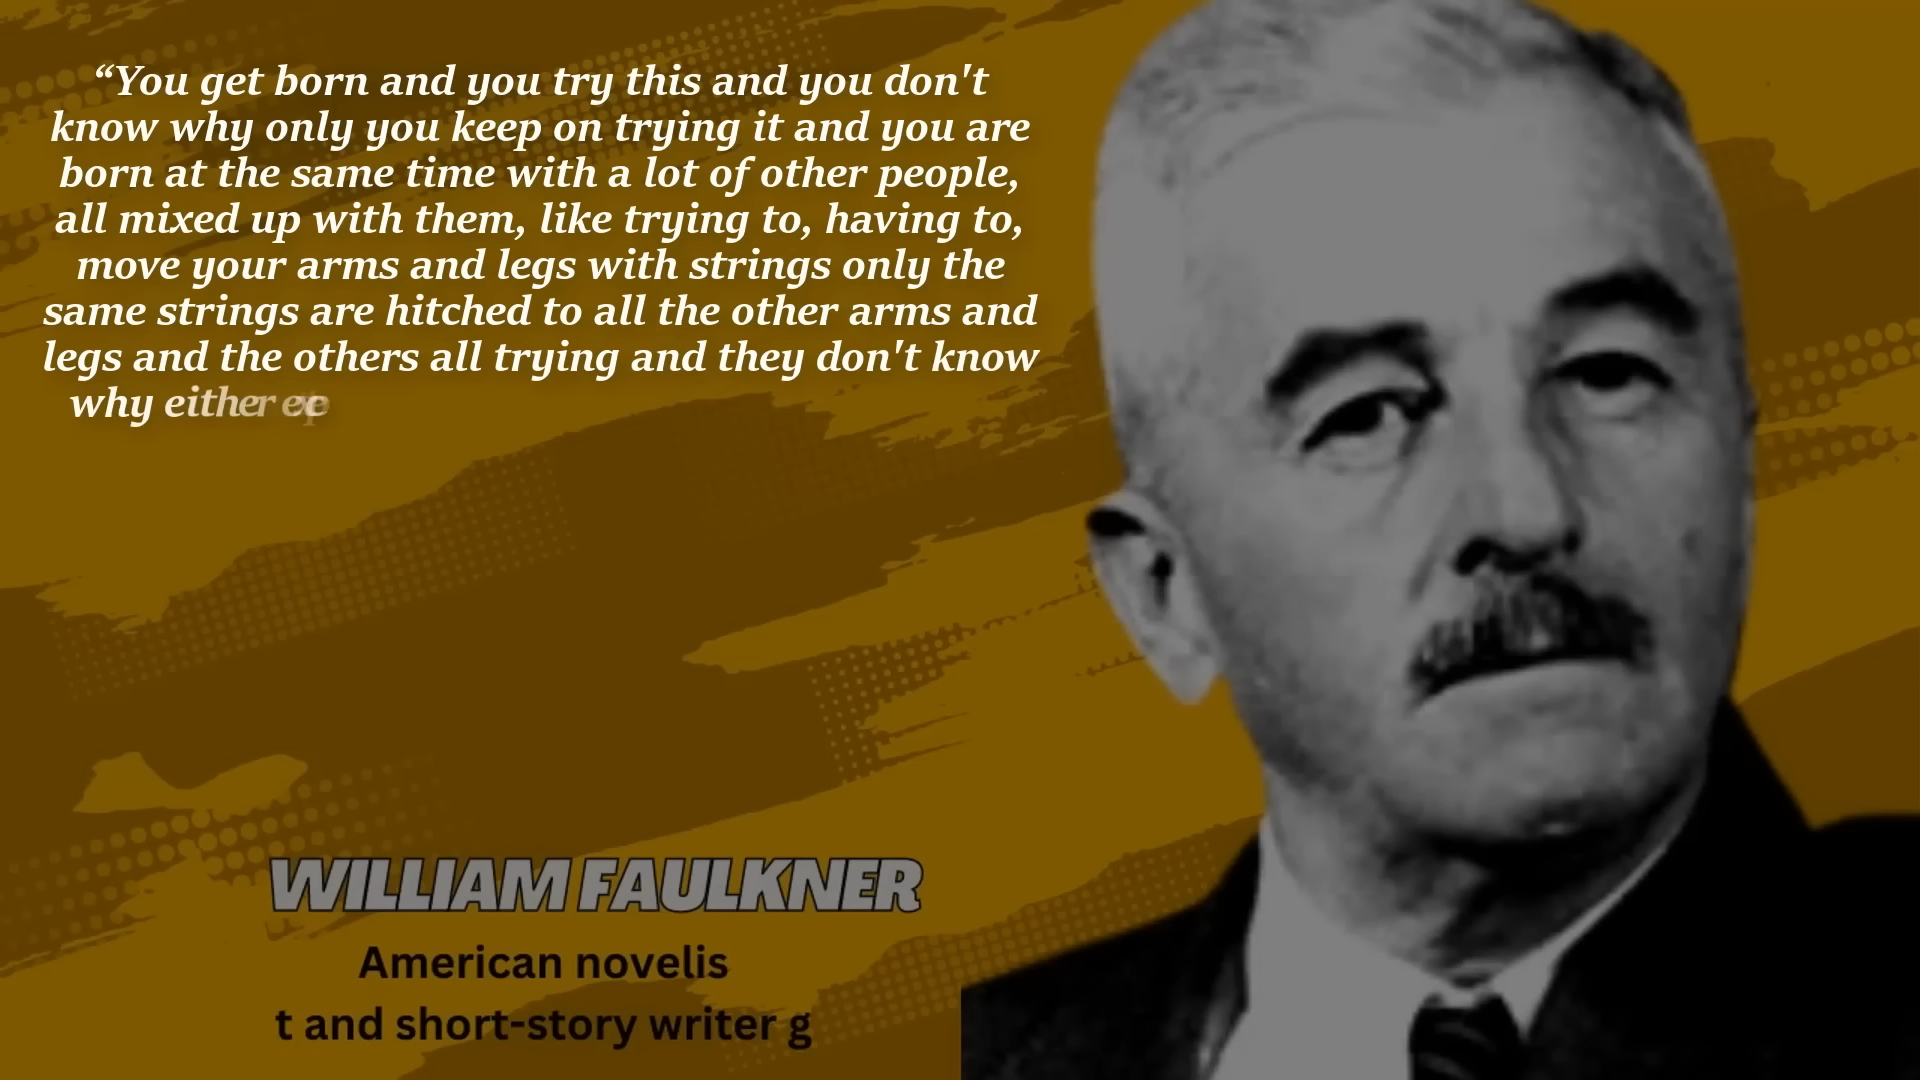 “You get born and you try this and you don't
know why only you keep on trying it and you are
born at the same time with a lot of other people,
all mixed up with them, like trying to, having to,
move your arms and legs with strings only the
same strings are hitched to all the other arms and
legs and the others all trying and they don't know
why either
WILLIAM FAULKNER
American novelis
t and short-story writer g